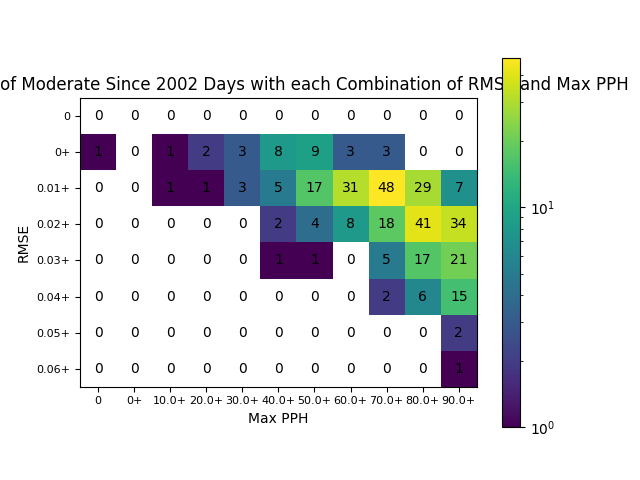 of Moderate Since 2002 Days with each Combination of RMSE and Max PPH
0 0 0 0 0 0 0 0 0 0 0 0
0+ 1 0 1 2 3 8 9 3 3 0 0
0.01+ 0 0 1 1 3 5 17 31 48 29 7
0.02+ 0 0 0 0 0 2 4 8 18 41 34
0.03+ 0 0 0 0 0 1 1 0 5 17 21
0.04+ 0 0 0 0 0 0 0 0 2 6 15
0.05+ 0 0 0 0 0 0 0 0 0 0 2
0.06+ 0 0 0 0 0 0 0 0 0 0 1
0 0+ 10.0+ 20.0+ 30.0+ 40.0+ 50.0+ 60.0+ 70.0+ 80.0+ 90.0+
Max PPH
RMSE
10^1
10^0